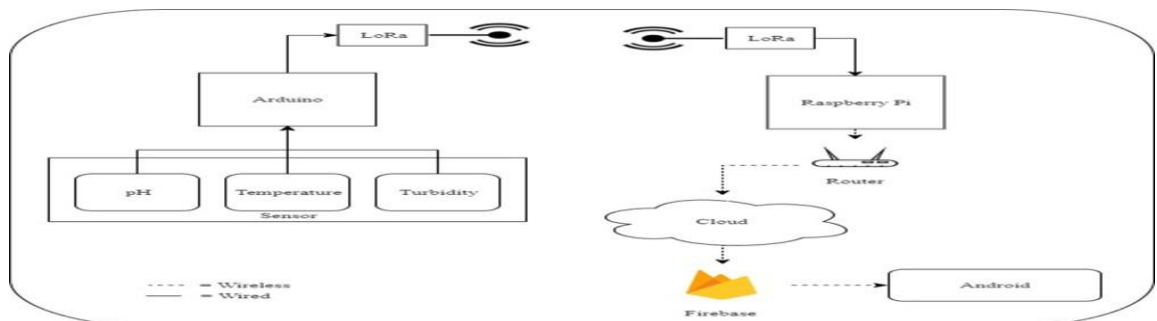 LoRa
LoRa
Arduino
Raspberry Pi
Router
pH
Temperature
Turbidity
Sensor
Cloud
= Wireless
= Wired
Firebase
Android